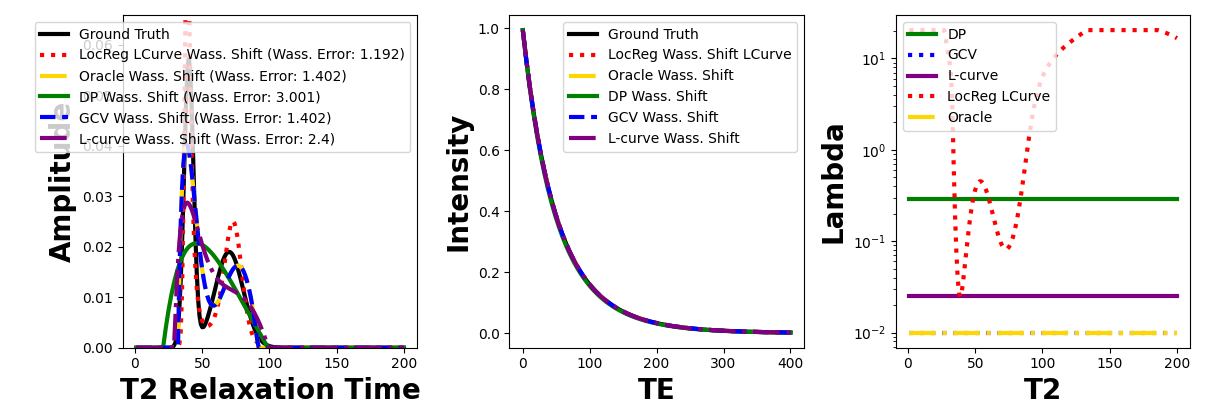 Ground Truth
LocReg LCurve Wass. Shift (Wass. Error: 1.192)
Oracle Wass. Shift (Wass. Error: 1.402)
DP Wass. Shift (Wass. Error: 3.001)
GCV Wass. Shift (Wass. Error: 1.402)
L-curve Wass. Shift (Wass. Error: 2.4)
Amplitude
0.06
0.04
0.03
0.02
0.01
0.00
0
50
100
150
200
T2 Relaxation Time
Ground Truth
LocReg Wass. Shift LCurve
Oracle Wass. Shift
DP Wass. Shift
GCV Wass. Shift
L-curve Wass. Shift
Intensity
1.0
0.8
0.6
0.4
0.2
0.0
0
100
200
300
400
TE
DP
GCV
L-curve
LocReg LCurve
Oracle
Lambda
10¹
10⁰
10⁻¹
10⁻²
0
50
100
150
200
T2